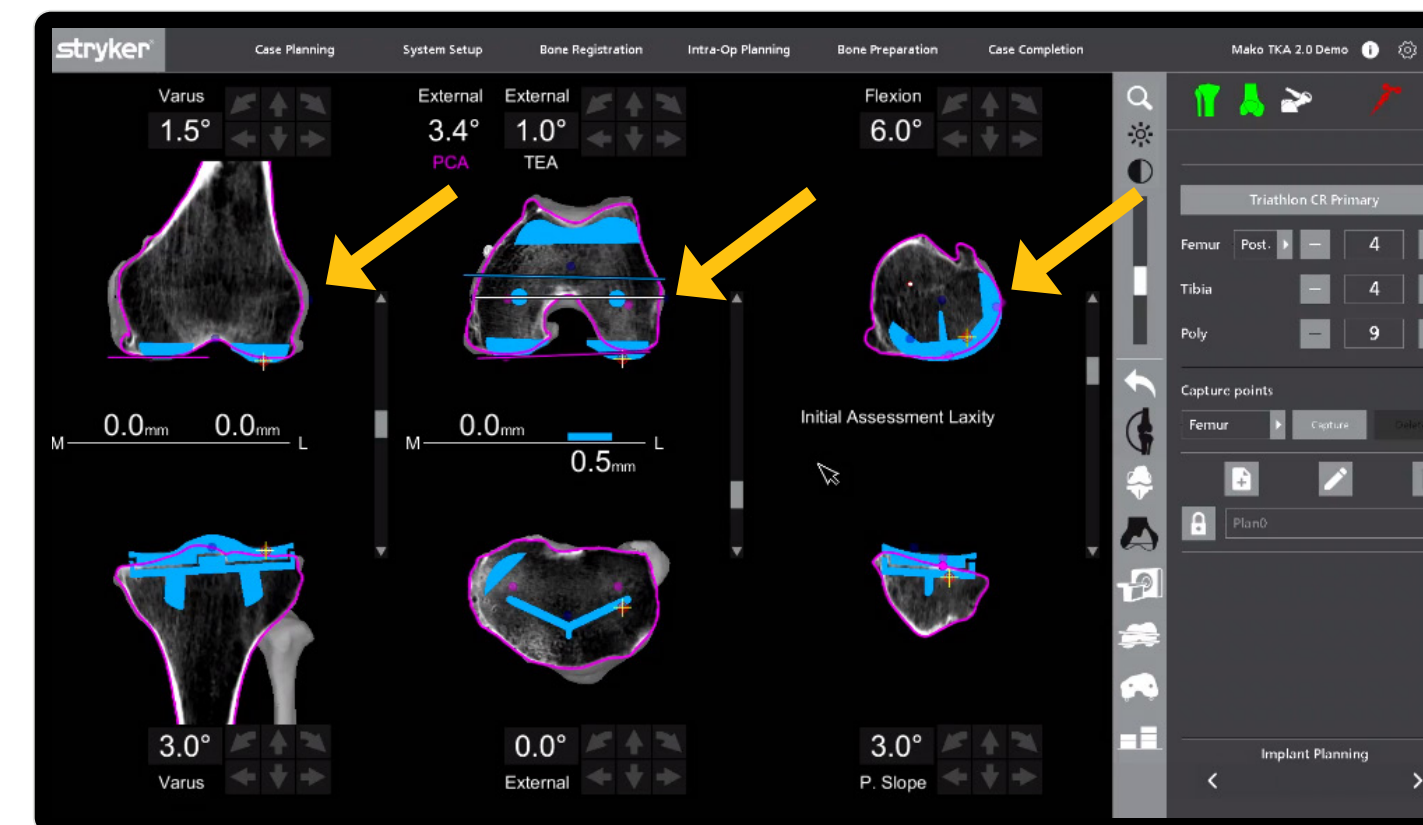 stryker
Case Planning System Setup Bone Registration Intra-Op Planning Bone Preparation Case Completion Mako TKA 2.0 Demo i
Varus
1.5°
External External
3.4° 1.0°
PCA TEA
Flexion
6.0°
0.0mm 0.0mm
M L
0.0mm
M L
0.5mm
Initial Assessment Laxity
3.0°
Varus
0.0°
External
3.0°
P. Slope
Triathlon CR Primary
Femur Post. 4
Tibia 4
Poly 9
Capture points
Femur Capture
Plan0
Implant Planning